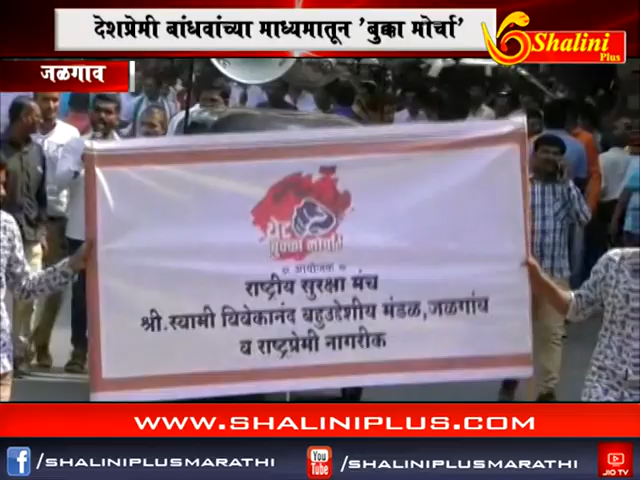 देशप्रेमी बांधवांच्या माध्यमातून 'बुक्का मोर्चा'
Shalini
Plus
जळगाव
थेट
बुक्का मोर्चा
आयोजक
राष्ट्रीय सुरक्षा मंच
श्री.स्वामी विवेकानंद बहुउद्देशीय मंडळ,जळगांव
व राष्ट्रप्रेमी नागरीक
WWW.SHALINIPLUS.COM
/SHALINIPLUSMARATHI
You Tube
/SHALINIPLUSMARATHI
JIO TV